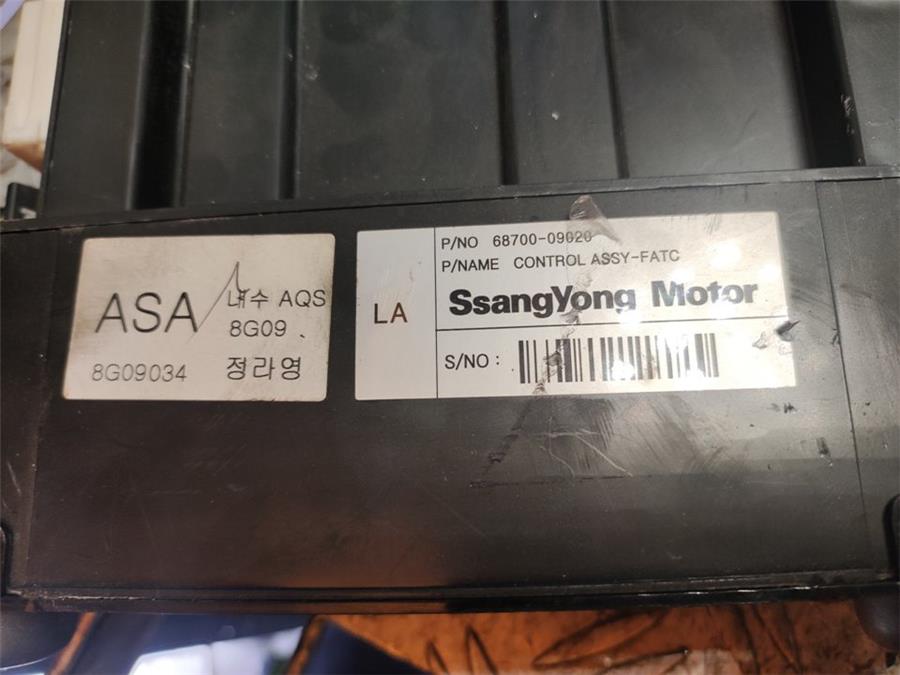 ASA
내수 AQS
8G09
8G09034 정라영
LA
P/NO 68700-09020
P/NAME CONTROL ASSY-FATC
SsangYong Motor
S/NO :